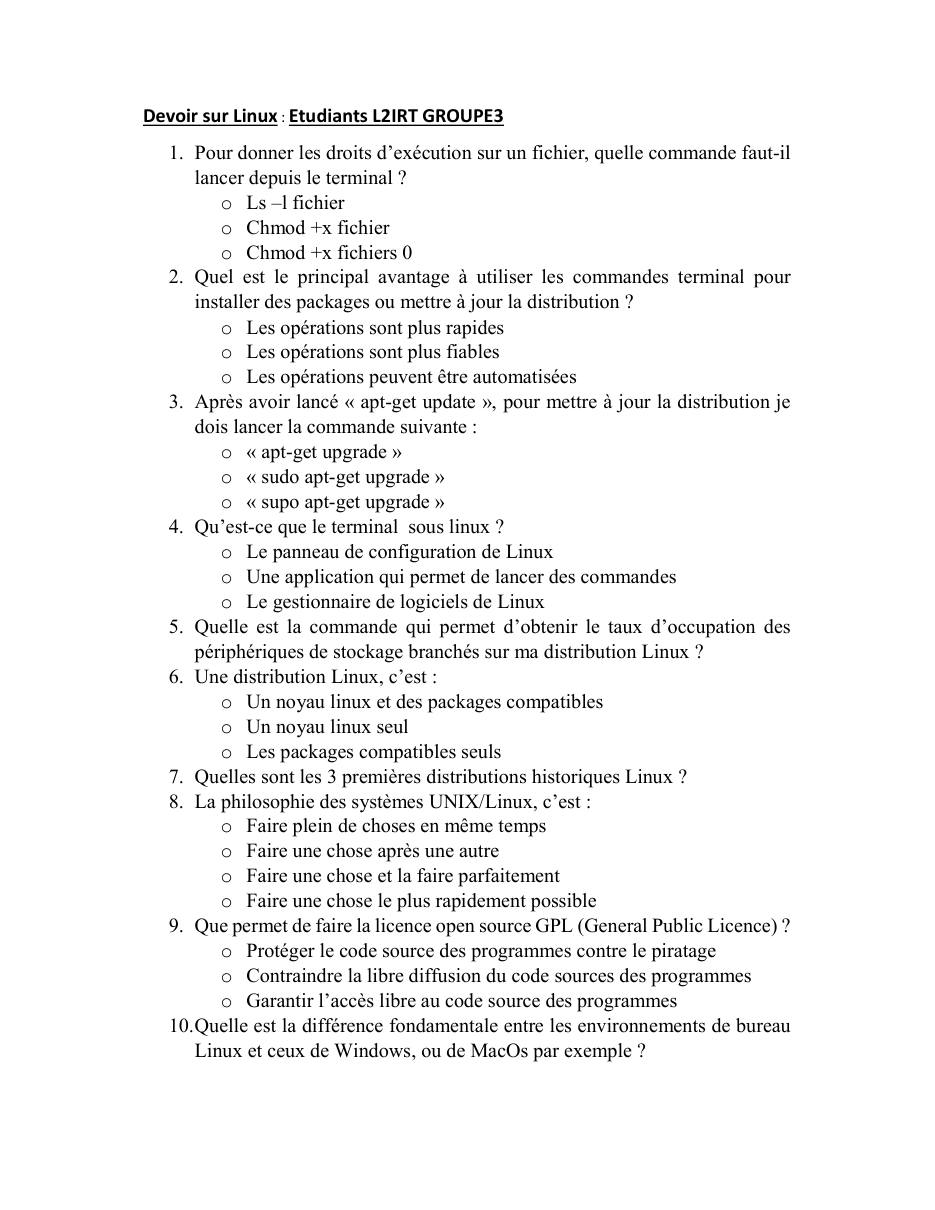 Devoir sur Linux : Etudiants L2IRT GROUPE3
1. Pour donner les droits d’exécution sur un fichier, quelle commande faut-il
lancer depuis le terminal ?
o Ls –l fichier
o Chmod +x fichier
o Chmod +x fichiers 0
2. Quel est le principal avantage à utiliser les commandes terminal pour
installer des packages ou mettre à jour la distribution ?
o Les opérations sont plus rapides
o Les opérations sont plus fiables
o Les opérations peuvent être automatisées
3. Après avoir lancé « apt-get update », pour mettre à jour la distribution je
dois lancer la commande suivante :
o « apt-get upgrade »
o « sudo apt-get upgrade »
o « supo apt-get upgrade »
4. Qu’est-ce que le terminal sous linux ?
o Le panneau de configuration de Linux
o Une application qui permet de lancer des commandes
o Le gestionnaire de logiciels de Linux
5. Quelle est la commande qui permet d’obtenir le taux d’occupation des
périphériques de stockage branchés sur ma distribution Linux ?
6. Une distribution Linux, c’est :
o Un noyau linux et des packages compatibles
o Un noyau linux seul
o Les packages compatibles seuls
7. Quelles sont les 3 premières distributions historiques Linux ?
8. La philosophie des systèmes UNIX/Linux, c’est :
o Faire plein de choses en même temps
o Faire une chose après une autre
o Faire une chose et la faire parfaitement
o Faire une chose le plus rapidement possible
9. Que permet de faire la licence open source GPL (General Public Licence) ?
o Protéger le code source des programmes contre le piratage
o Contraindre la libre diffusion du code sources des programmes
o Garantir l’accès libre au code source des programmes
10.Quelle est la différence fondamentale entre les environnements de bureau
Linux et ceux de Windows, ou de MacOs par exemple ?